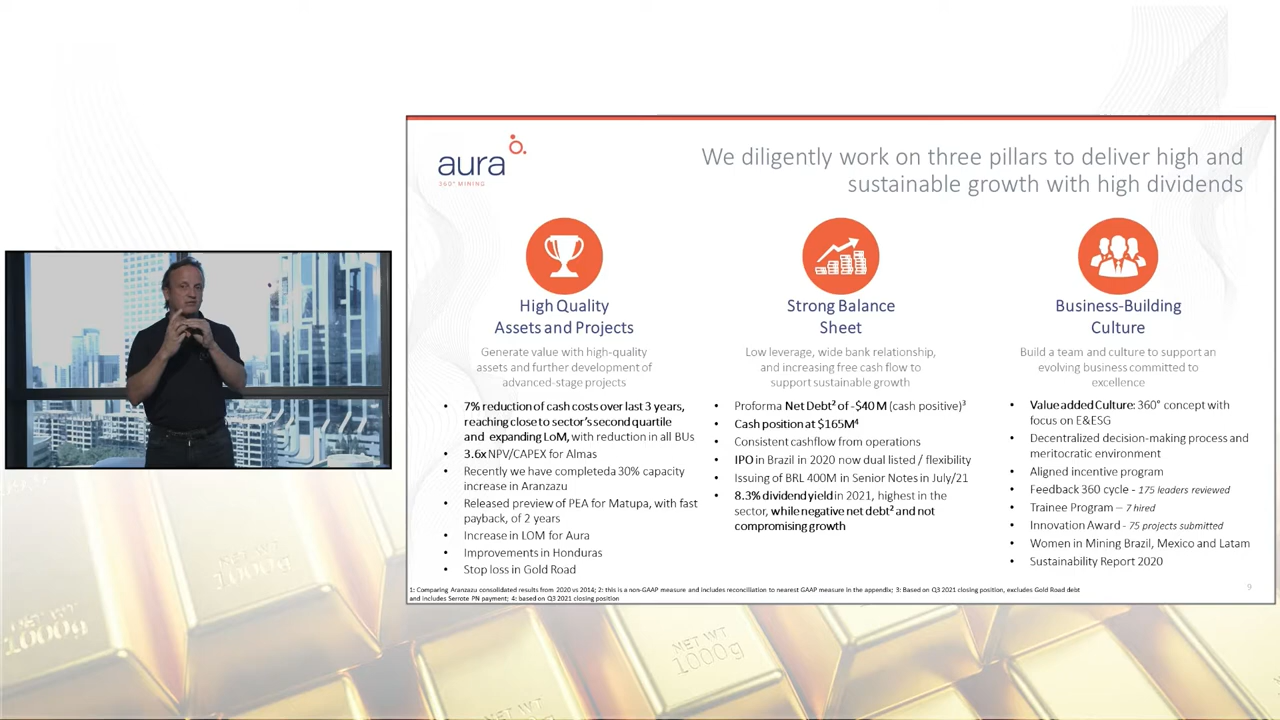 aura
360° MINING
We diligently work on three pillars to deliver high and
sustainable growth with high dividends
High Quality
Assets and Projects
Generate value with high-quality
assets and further development of
advanced-stage projects
• 7% reduction of cash costs over last 3 years,
reaching close to sector's second quartile
and expanding LoM, with reduction in all BUs
• 3.6x NPV/CAPEX for Almas
• Recently we have completeda 30% capacity
increase in Aranzazu
• Released preview of PEA for Matupa, with fast
payback, of 2 years
• Increase in LOM for Aura
• Improvements in Honduras
• Stop loss in Gold Road
Strong Balance
Sheet
Low leverage, wide bank relationship,
and increasing free cash flow to
support sustainable growth
• Proforma Net Debt² of -$40 M (cash positive)³
• Cash position at $165M⁴
• Consistent cashflow from operations
• IPO in Brazil in 2020 now dual listed / flexibility
• Issuing of BRL 400M in Senior Notes in July/21
• 8.3% dividend yield in 2021, highest in the
sector, while negative net debt² and not
compromising growth
Business-Building
Culture
Build a team and culture to support an
evolving business committed to
excellence
• Value added Culture: 360° concept with
focus on E&ESG
• Decentralized decision-making process and
meritocratic environment
• Aligned incentive program
• Feedback 360 cycle - 175 leaders reviewed
• Trainee Program – 7 hired
• Innovation Award - 75 projects submitted
• Women in Mining Brazil, Mexico and Latam
• Sustainability Report 2020
1: Comparing Aranzazu consolidated results from 2020 vs 2014; 2: this is a non-GAAP measure and includes reconciliation to nearest GAAP measure in the appendix; 3: Based on Q3 2021 closing position, excludes Gold Road debt
and includes Serrote PN payment; 4: based on Q3 2021 closing position
9
NET WT
1000g
1000g